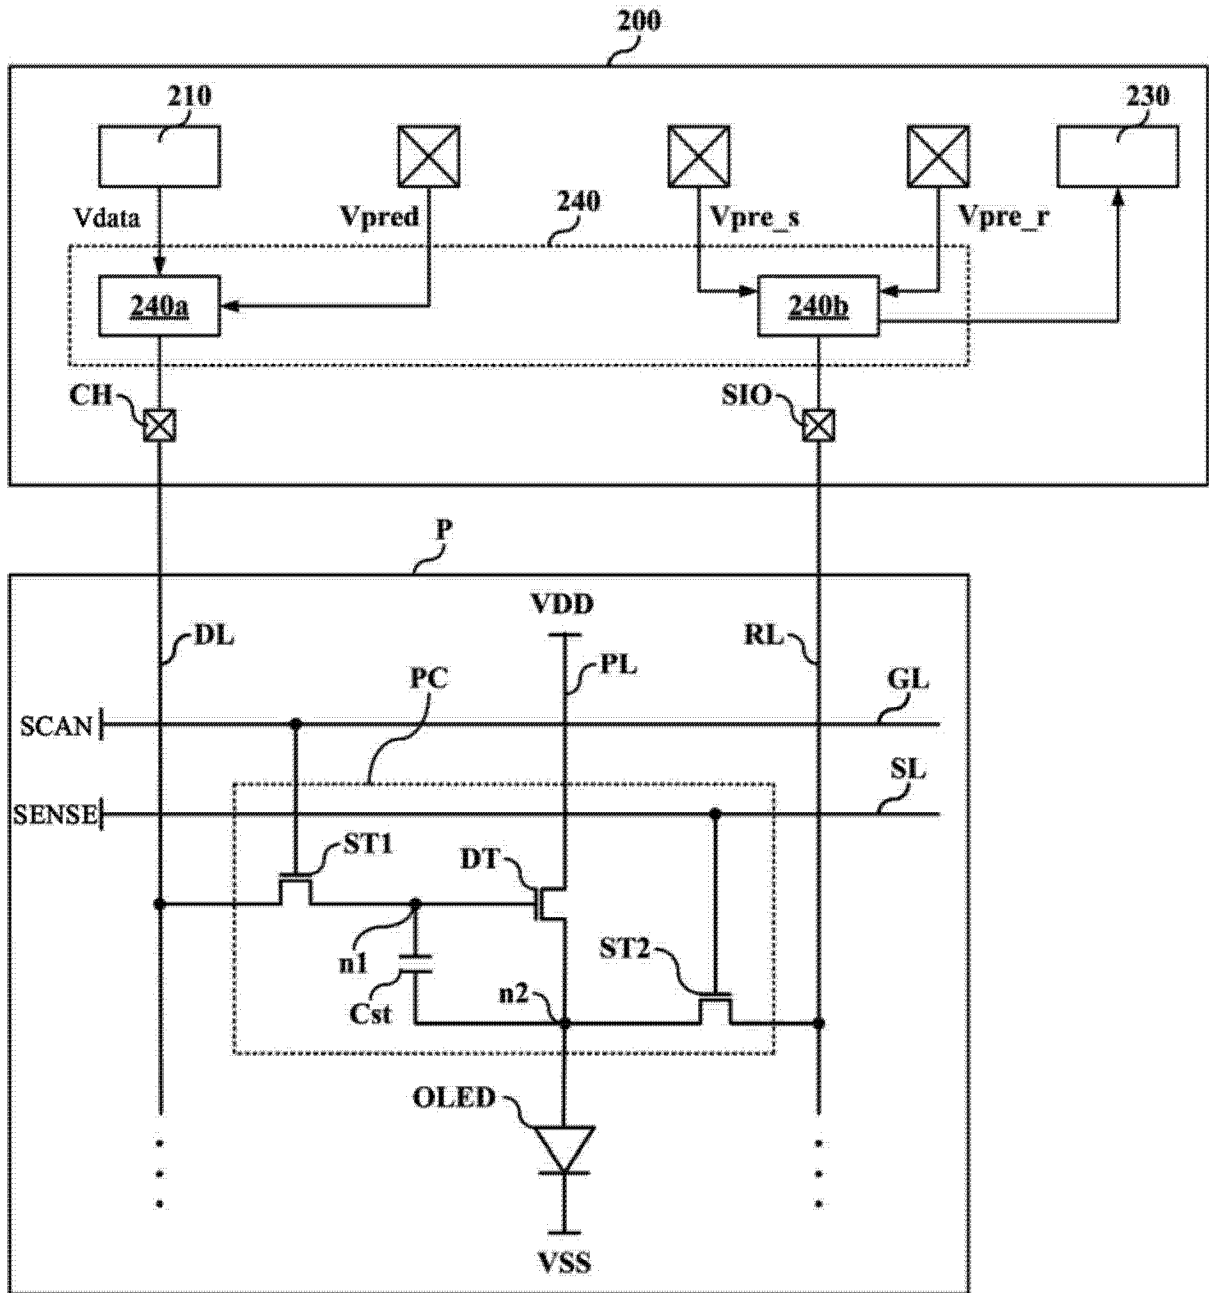 200
210
230
Vdata
Vpred
240
Vpre_s
Vpre_r
240a
240b
CH
SIO
P
VDD
DL
RL
PC
PL
GL
SCAN
SL
SENSE
ST1
DT
ST2
n1
n2
Cst
OLED
VSS